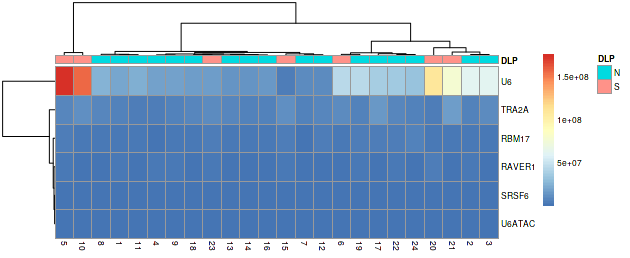 DLP
DLP
N
S
U6
TRA2A
RBM17
RAVER1
SRSF6
U6ATAC
1.5e+08
1e+08
5e+07
5 10 8 1 11 4 9 18 23 13 14 16 15 7 12 6 19 17 22 24 20 21 2 3